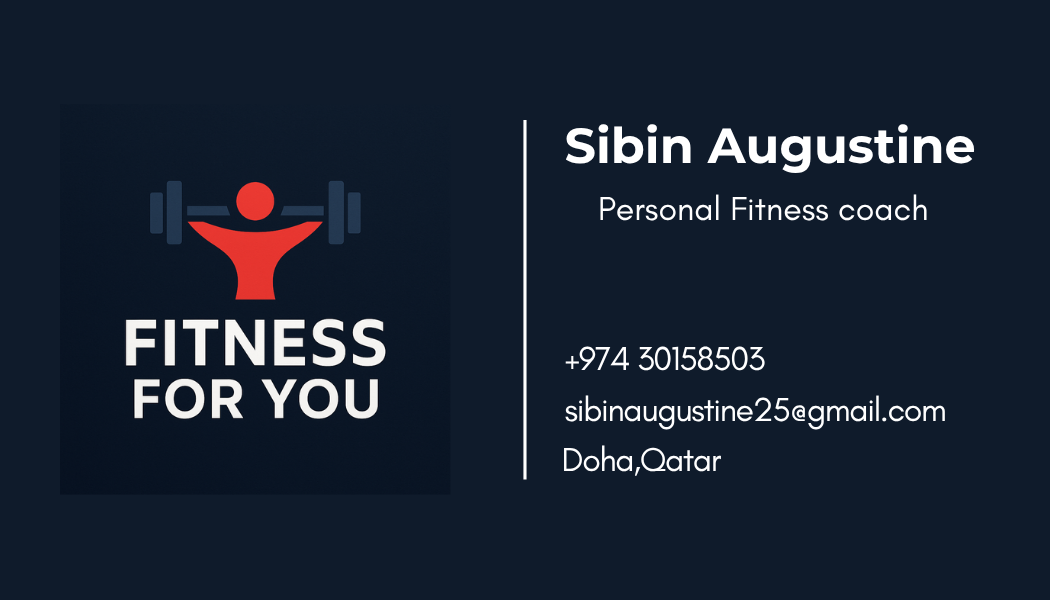 FITNESS
FOR YOU
Sibin Augustine
Personal Fitness coach
+974 30158503
sibinaugustine25@gmail.com
Doha,Qatar